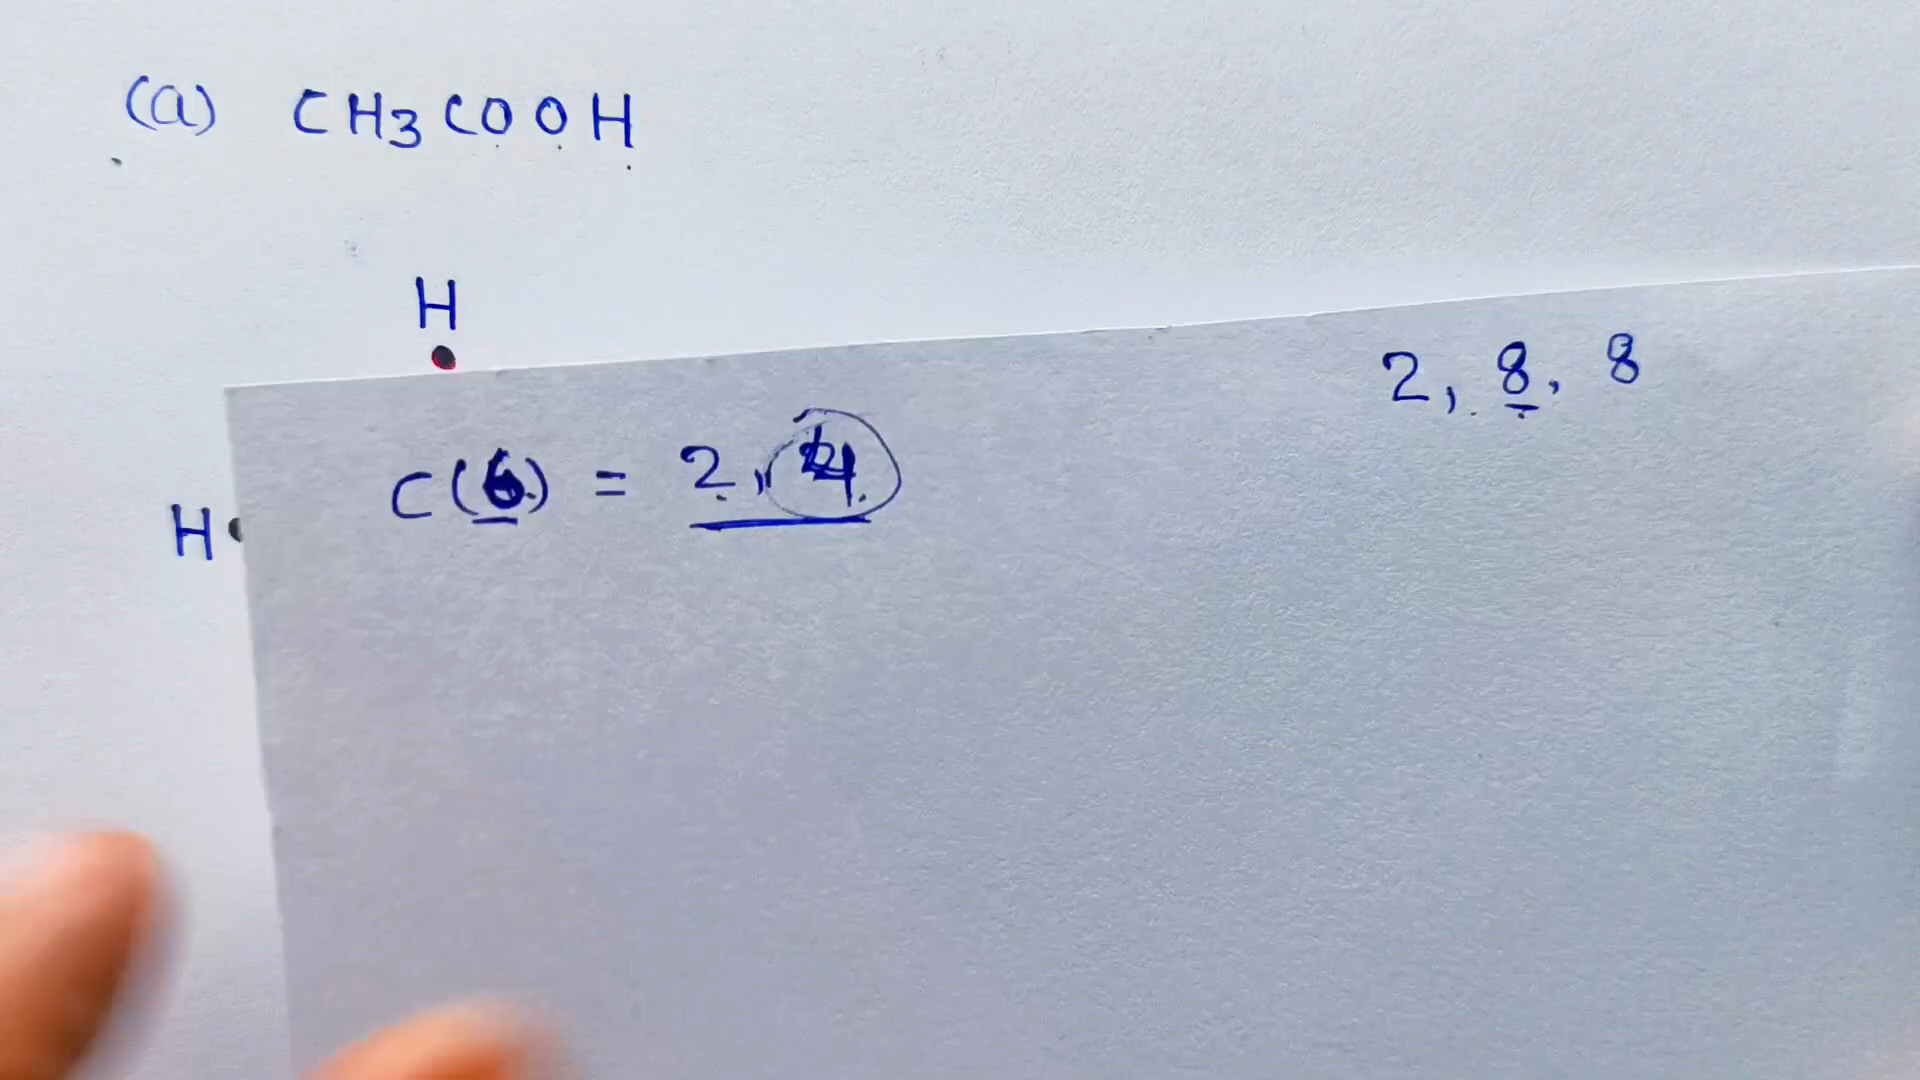 (a) CH3COOH
H
2, 8, 8
C(6) = 2, 4
H